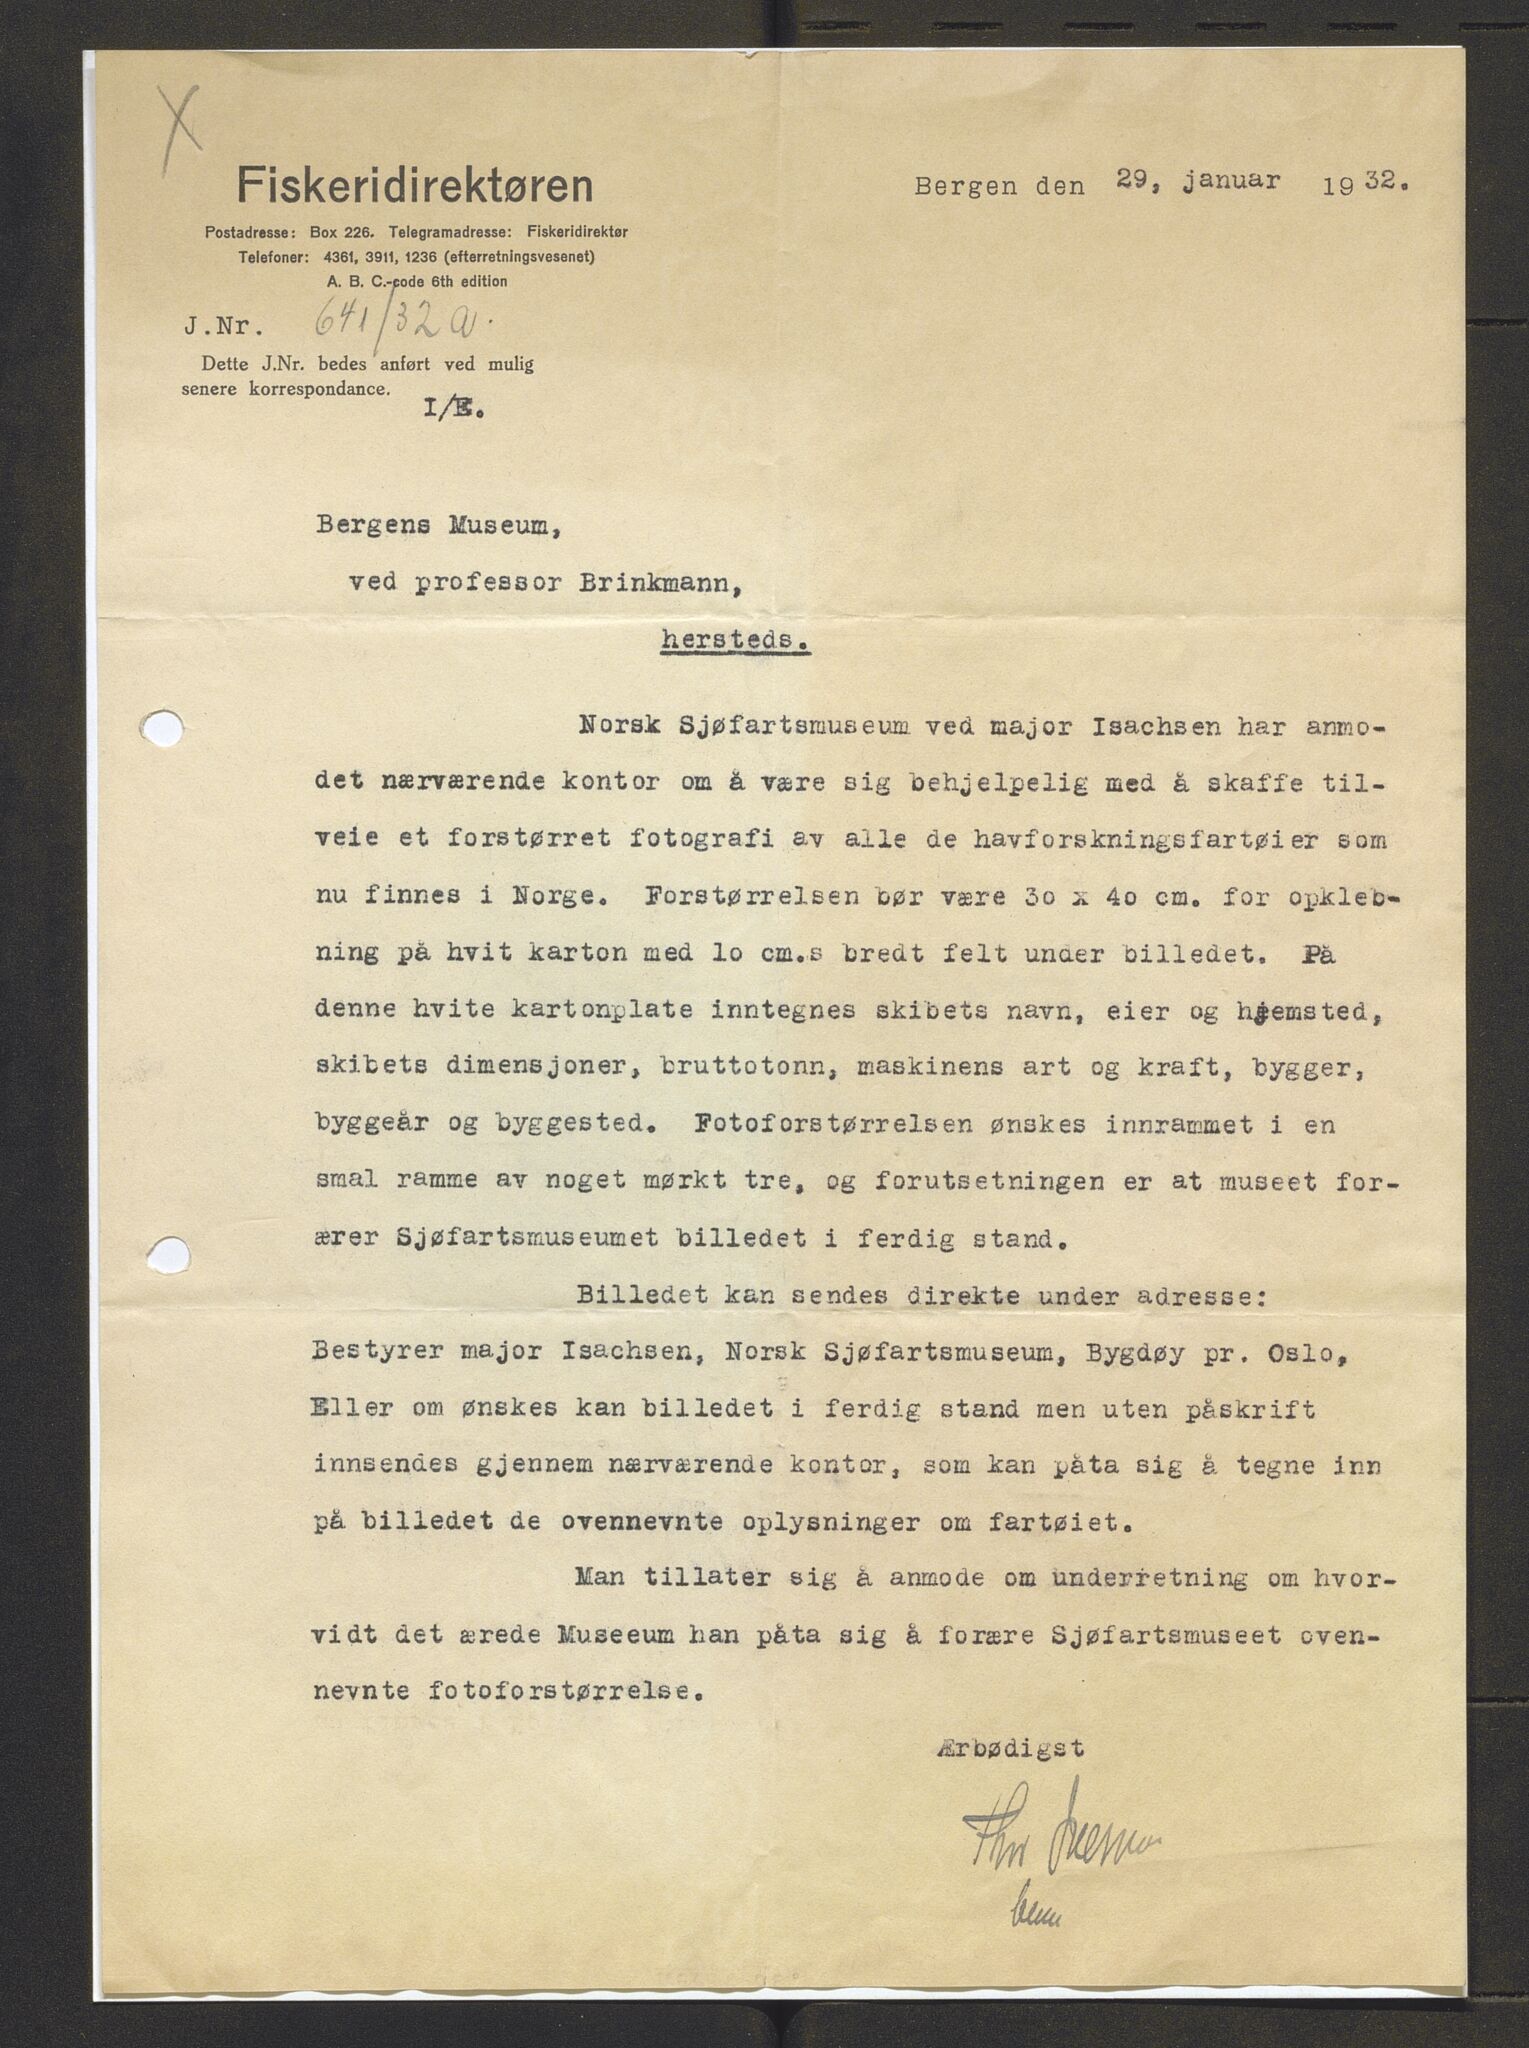 X
Fiskeridirektøren
Postadresse: Box 226. Telegramadresse: Fiskeridirektør
Telefoner: 4361, 3911, 1236 (efterretningsvesenet)
A. B. C.-code 6th edition
J.Nr. 641/32 a.
Dette J.Nr. bedes anført ved mulig
senere korrespondance.
I/E.
Bergen den 29, januar 1932.
Bergens Museum,
ved professor Brinkmann,
hersteds.
Norsk Sjøfartsmuseum ved major Isachsen har anmo-
det nærværende kontor om å være sig behjelpelig med å skaffe til-
veie et forstørret fotografi av alle de havforskningsfartøier som
nu finnes i Norge. Forstørrelsen bør være 30 x 40 cm. for opkleb-
ning på hvit karton med lo cm.s bredt felt under billedet. På
denne hvite kartonplate inntegnes skibets navn, eier og hjemsted,
skibets dimensjoner, bruttotonn, maskinens art og kraft, bygger,
byggeår og byggested. Fotoforstørrelsen ønskes innrammet i en
smal ramme av noget mørkt tre, og forutsetningen er at museet for-
ærer Sjøfartsmuseumet billedet i ferdig stand.
Billedet kan sendes direkte under adresse:
Bestyrer major Isachsen, Norsk Sjøfartsmuseum, Bygdøy pr. Oslo,
Eller om ønskes kan billedet i ferdig stand men uten påskrift
innsendes gjennem nærværende kontor, som kan påta sig å tegne inn
på billedet de ovennevnte oplysninger om fartøiet.
Man tillater sig å anmode om underretning om hvor-
vidt det ærede Museeum han påta sig å forære Sjøfartsmuseet oven-
nevnte fotoforstørrelse.
Ærbødigst
Thor Iversen